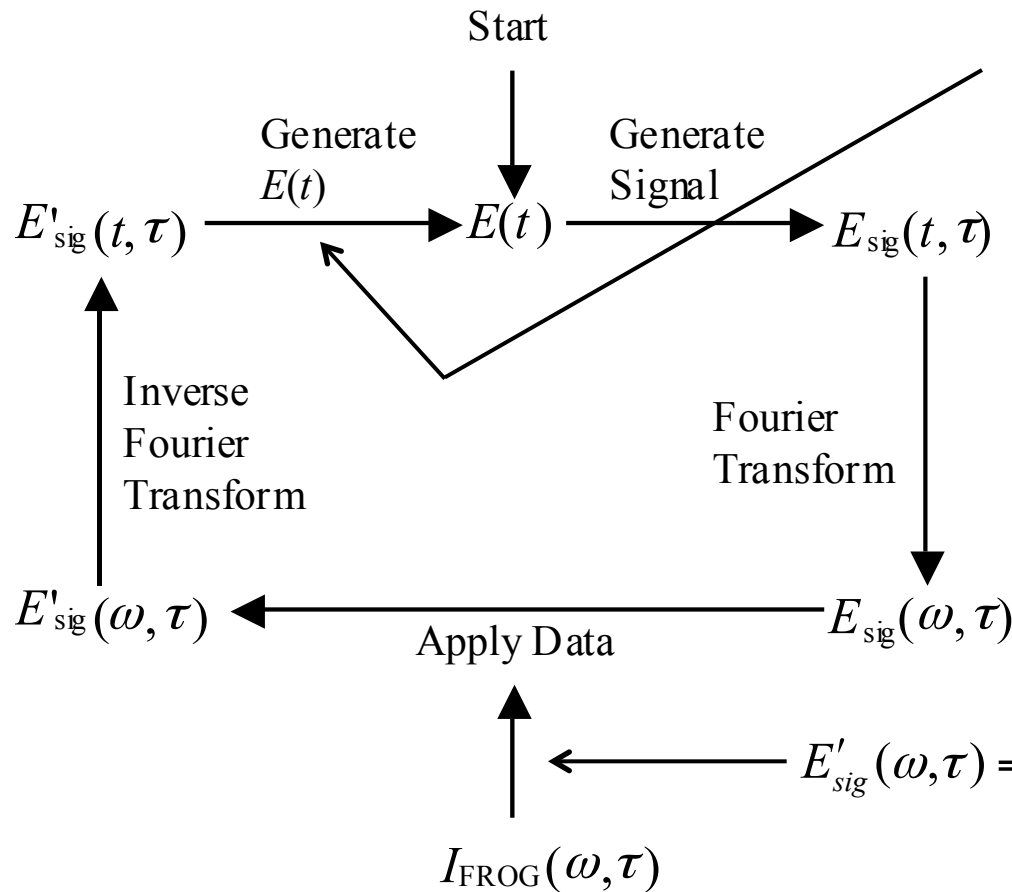 Start
Generate
E(t)
Generate
Signal
E'sig(t, τ)
E(t)
Esig(t, τ)
Inverse
Fourier
Transform
Fourier
Transform
E'sig(ω, τ)
Esig(ω, τ)
Apply Data
E′sig(ω,τ) =
IFROG(ω,τ)